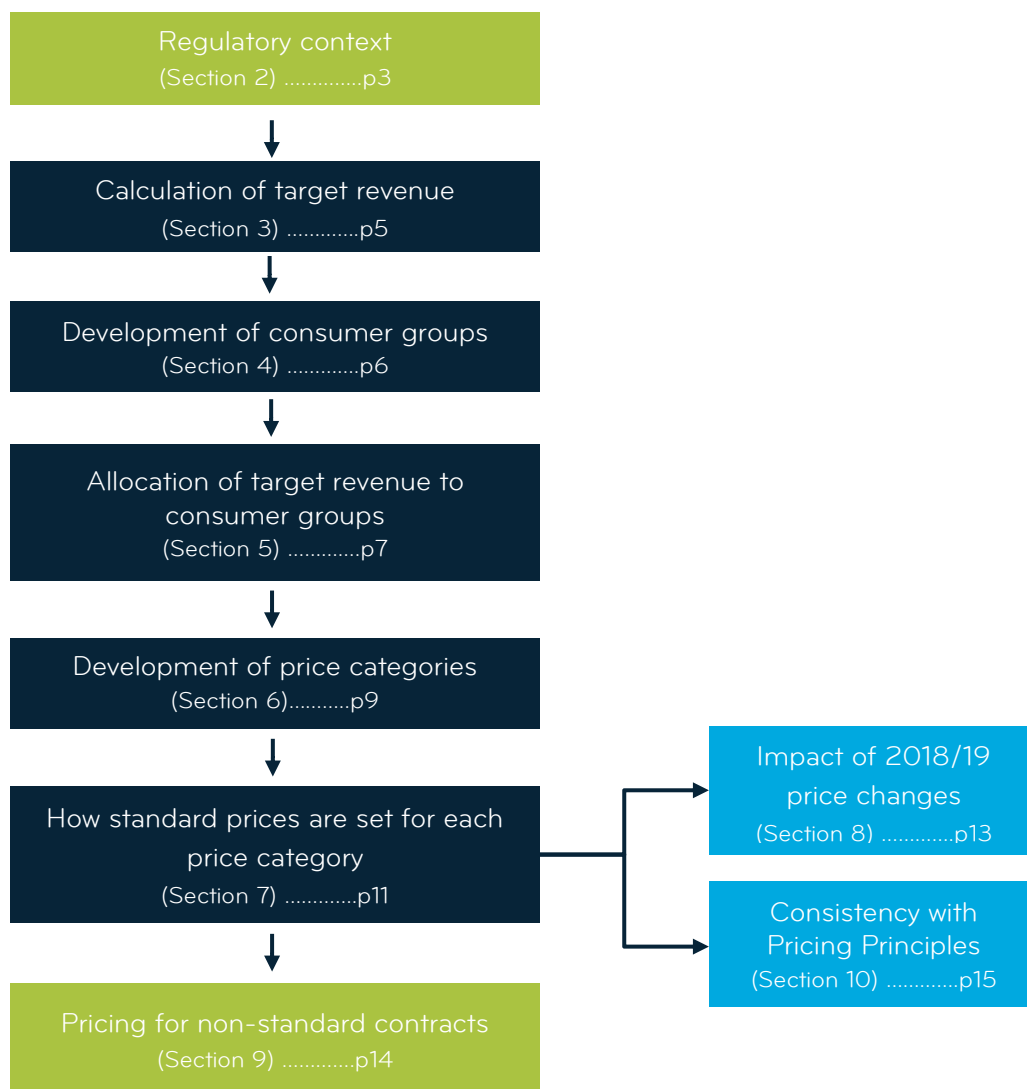 Regulatory context
(Section 2) .............p3
Calculation of target revenue
(Section 3) .............p5
Development of consumer groups
(Section 4) .............p6
Allocation of target revenue to
consumer groups
(Section 5) .............p7
Development of price categories
(Section 6)...........p9
How standard prices are set for each
price category
(Section 7) .............p11
Impact of 2018/19
price changes
(Section 8) .............p13
Consistency with
Pricing Principles
(Section 10) .............p15
Pricing for non-standard contracts
(Section 9) .............p14